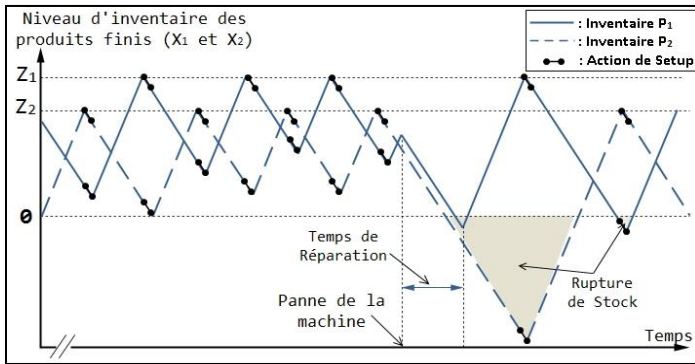 Niveau d'inventaire des
produits finis (X₁ et X₂)
: Inventaire P₁
: Inventaire P₂
: Action de Setup
Z₁
Z₂
0
Temps de
Réparation
Panne de la
machine
Rupture
de Stock
Temps